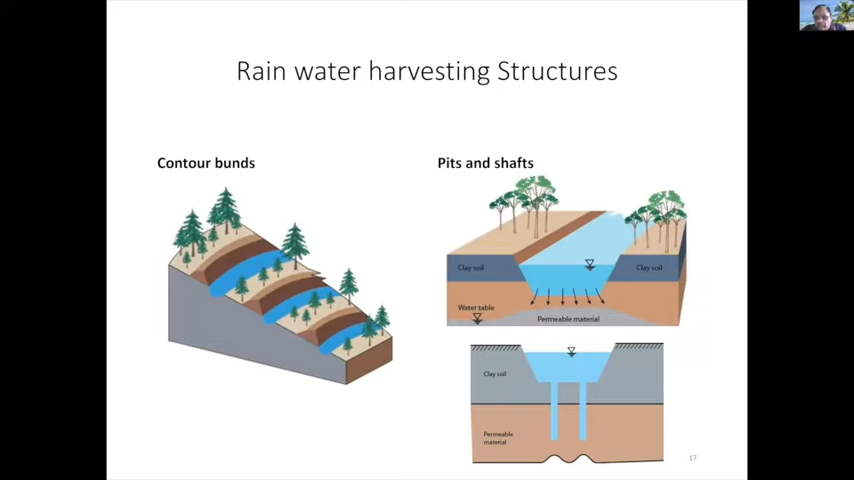 Rain water harvesting Structures
Contour bunds
Pits and shafts
Clay soil
Clay soil
Water table
Permeable material
Clay soil
Permeable
material
17